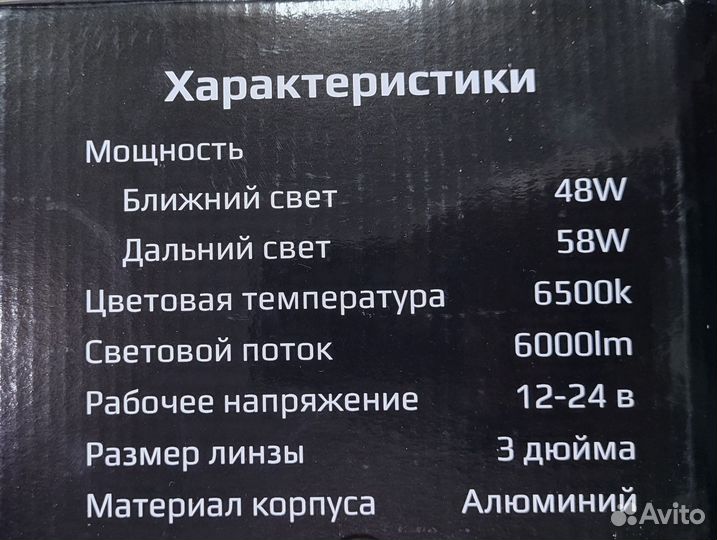 Характеристики
Мощность
Ближний свет 48W
Дальний свет 58W
Цветовая температура 6500k
Световой поток 6000lm
Рабочее напряжение 12-24 в
Размер линзы 3 дюйма
Материал корпуса Алюминий
Avito